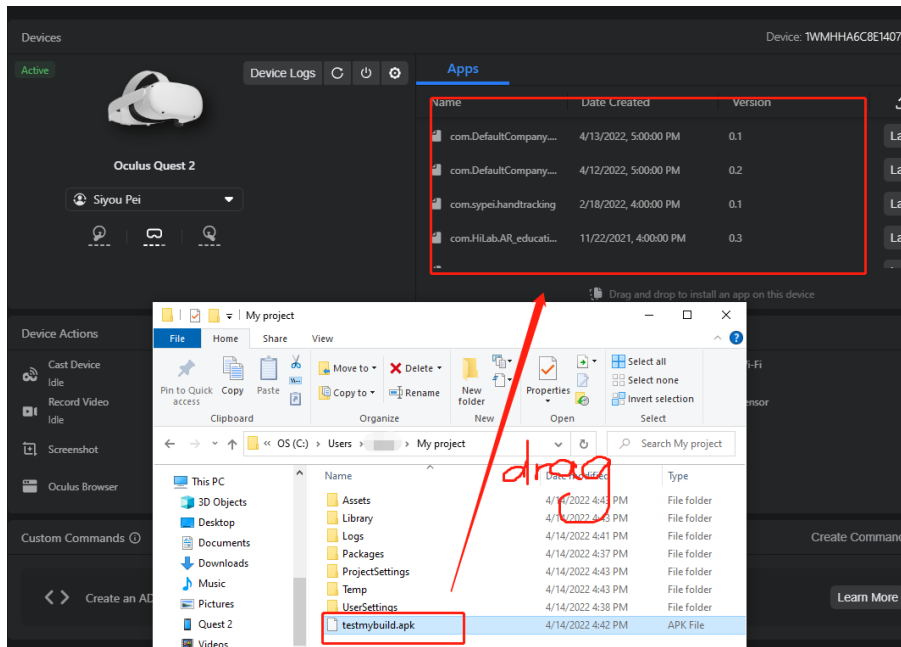 Devices
Device: 1WMHHA6C8E1407
Active
Device Logs
Apps
Name Date Created Version
com.DefaultCompany.... 4/13/2022, 5:00:00 PM 0.1
com.DefaultCompany.... 4/12/2022, 5:00:00 PM 0.2
com.sypei.handtracking 2/18/2022, 4:00:00 PM 0.1
com.HiLab.AR_educati... 11/22/2021, 4:00:00 PM 0.3
Oculus Quest 2
Siyou Pei
Drag and drop to install an app on this device
Device Actions
Cast Device
Idle
Record Video
Idle
Screenshot
Oculus Browser
Custom Commands
Create an AD
Create Comman
Learn More
My project
File Home Share View
Pin to Quick access
Copy
Paste
Clipboard
Move to
Copy to
Delete
Rename
Organize
New folder
New
Properties
Open
Select all
Select none
Invert selection
Select
« OS (C:) › Users › › My project
Search My project
This PC
3D Objects
Desktop
Documents
Downloads
Music
Pictures
Quest 2
Videos
Name Date modified Type
Assets 4/14/2022 4:43 PM File folder
Library 4/14/2022 4:43 PM File folder
Logs 4/14/2022 4:41 PM File folder
Packages 4/14/2022 4:37 PM File folder
ProjectSettings 4/14/2022 4:43 PM File folder
Temp 4/14/2022 4:43 PM File folder
UserSettings 4/14/2022 4:38 PM File folder
testmybuild.apk 4/14/2022 4:42 PM APK File
drag